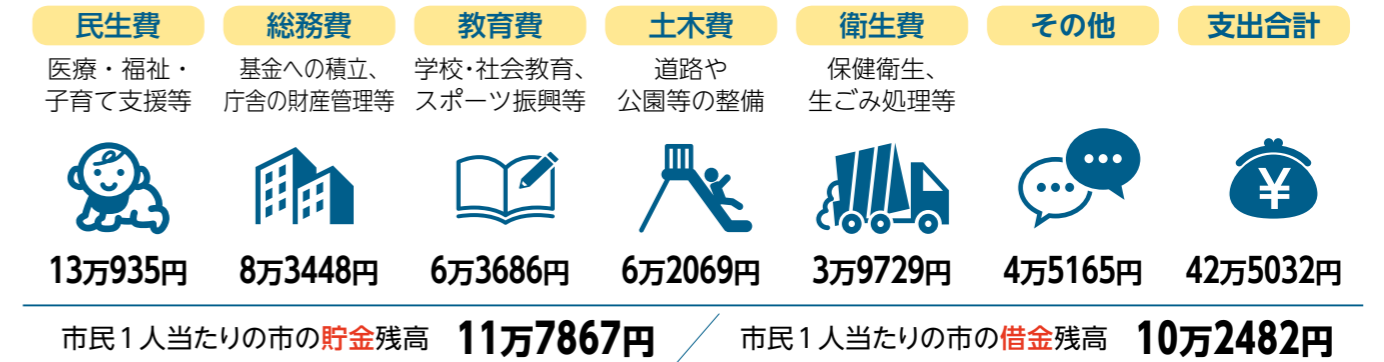 民生費 総務費 教育費 土木費 衛生費 その他 支出合計
医療・福祉・ 基金への積立、 学校・社会教育、 道路や 保健衛生、
子育て支援等 庁舎の財産管理等 スポーツ振興等 公園等の整備 生ごみ処理等
¥
13万935円 8万3448円 6万3686円 6万2069円 3万9729円 4万5165円 42万5032円
市民1人当たりの市の貯金残高 11万7867円 / 市民1人当たりの市の借金残高 10万2482円